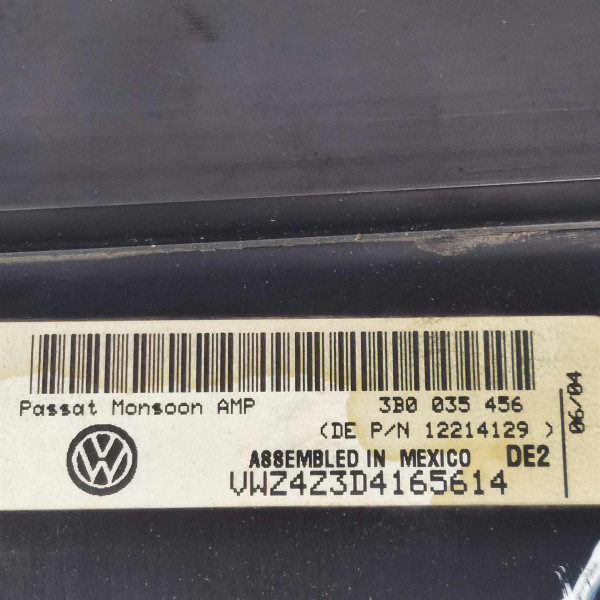 Passat Monsoon AMP 3B0 035 456
(DE P/N 12214129 )
ASSEMBLED IN MEXICO DE2
VWZ4Z3D4165614
06/04